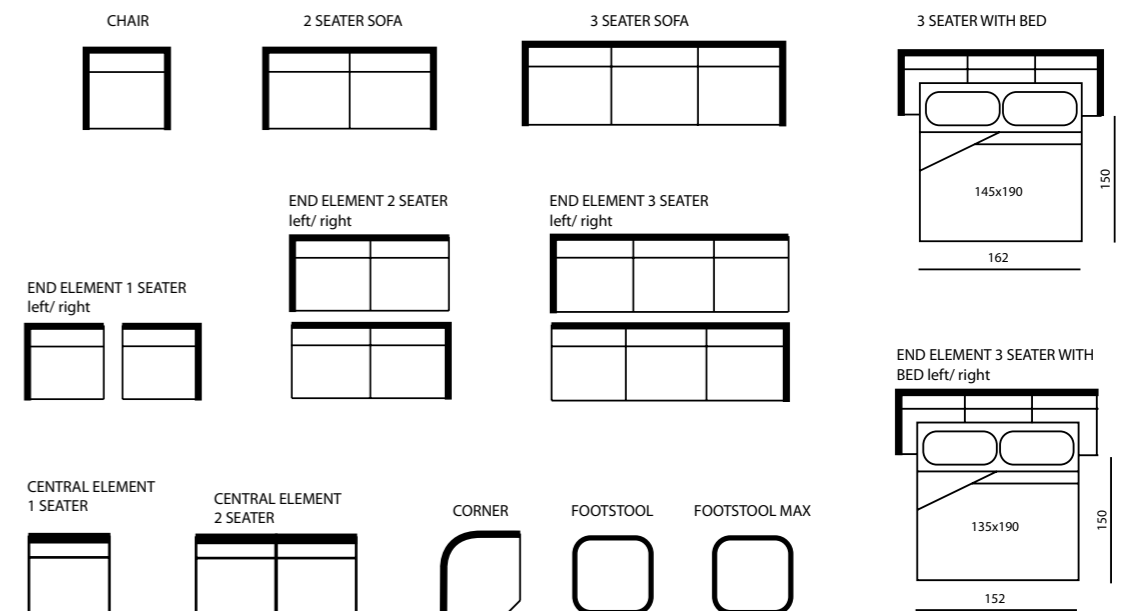 CHAIR
2 SEATER SOFA
3 SEATER SOFA
3 SEATER WITH BED
145x190
150
162
END ELEMENT 2 SEATER
left/ right
END ELEMENT 3 SEATER
left/ right
END ELEMENT 1 SEATER
left/ right
END ELEMENT 3 SEATER WITH
BED left/ right
135x190
150
152
CENTRAL ELEMENT
1 SEATER
CENTRAL ELEMENT
2 SEATER
CORNER
FOOTSTOOL
FOOTSTOOL MAX